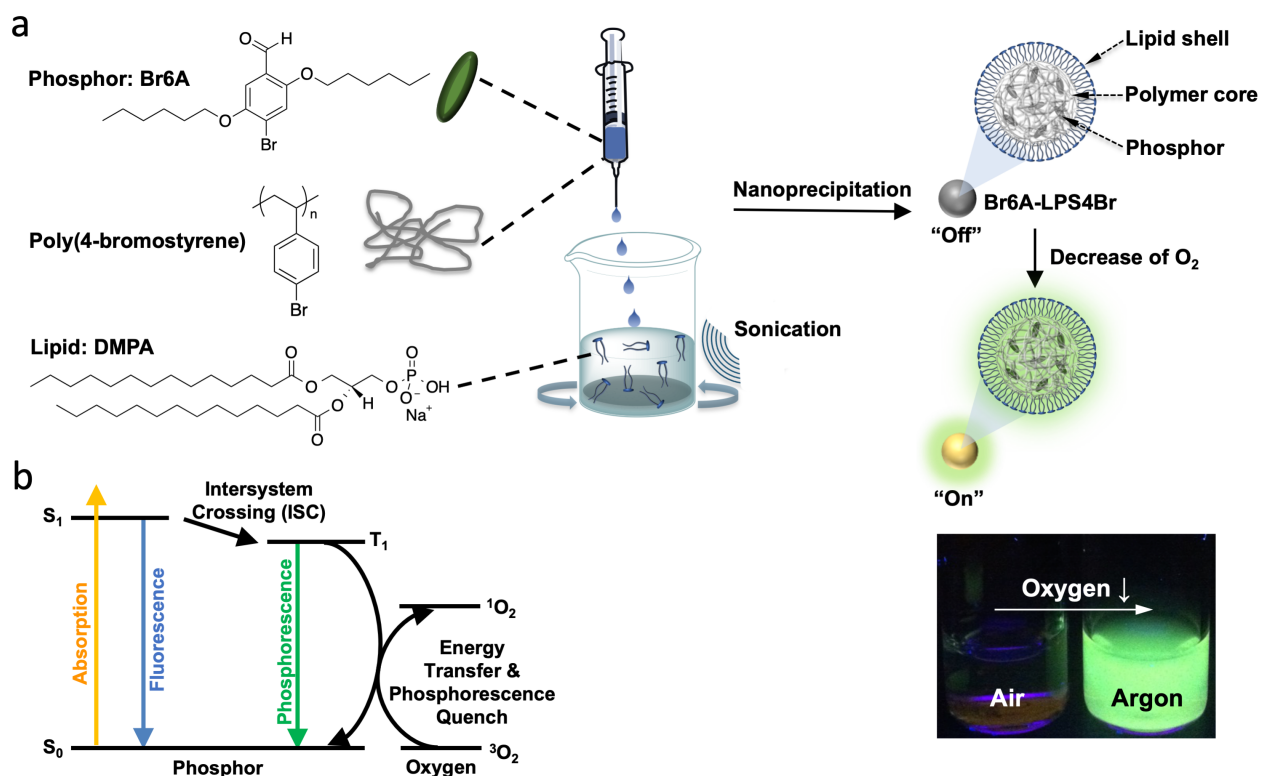 a
Phosphor: Br6A
O
H
O
O
Br
Poly(4-bromostyrene)
n
Br
Lipid: DMPA
O
O
O
O
P
OH
O⁻
O
H
Na⁺
O
Sonication
Nanoprecipitation
Lipid shell
Polymer core
Phosphor
Br6A-LPS4Br
“Off”
Decrease of O₂
“On”
Oxygen ↓
Air
Argon
b
S₁
Intersystem
Crossing (ISC)
T₁
Absorption
Fluorescence
Phosphorescence
¹O₂
Energy
Transfer &
Phosphorescence
Quench
S₀
³O₂
Phosphor
Oxygen